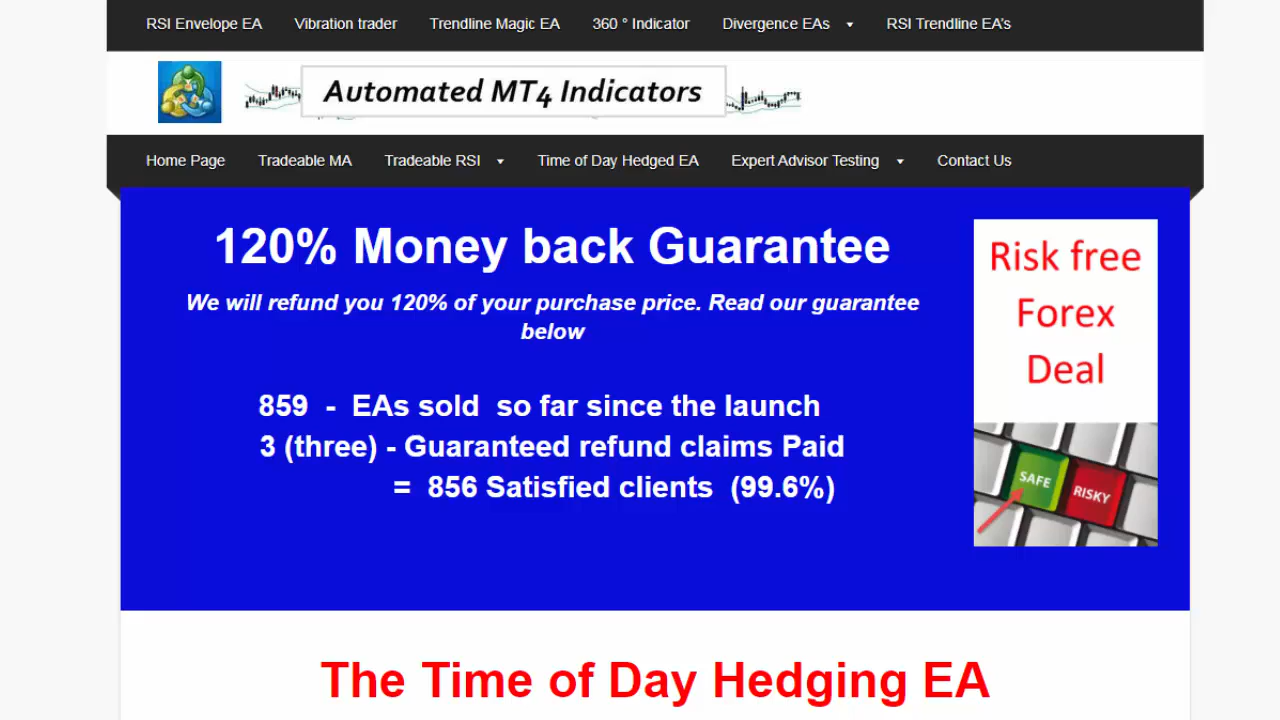 RSI Envelope EA Vibration trader Trendline Magic EA 360 ° Indicator Divergence EAs RSI Trendline EA's
Automated MT4 Indicators
Home Page Tradeable MA Tradeable RSI Time of Day Hedged EA Expert Advisor Testing Contact Us
120% Money back Guarantee
We will refund you 120% of your purchase price. Read our guarantee
below
859 - EAs sold so far since the launch
3 (three) - Guaranteed refund claims Paid
= 856 Satisfied clients (99.6%)
Risk free
Forex
Deal
SAFE
RISKY
The Time of Day Hedging EA